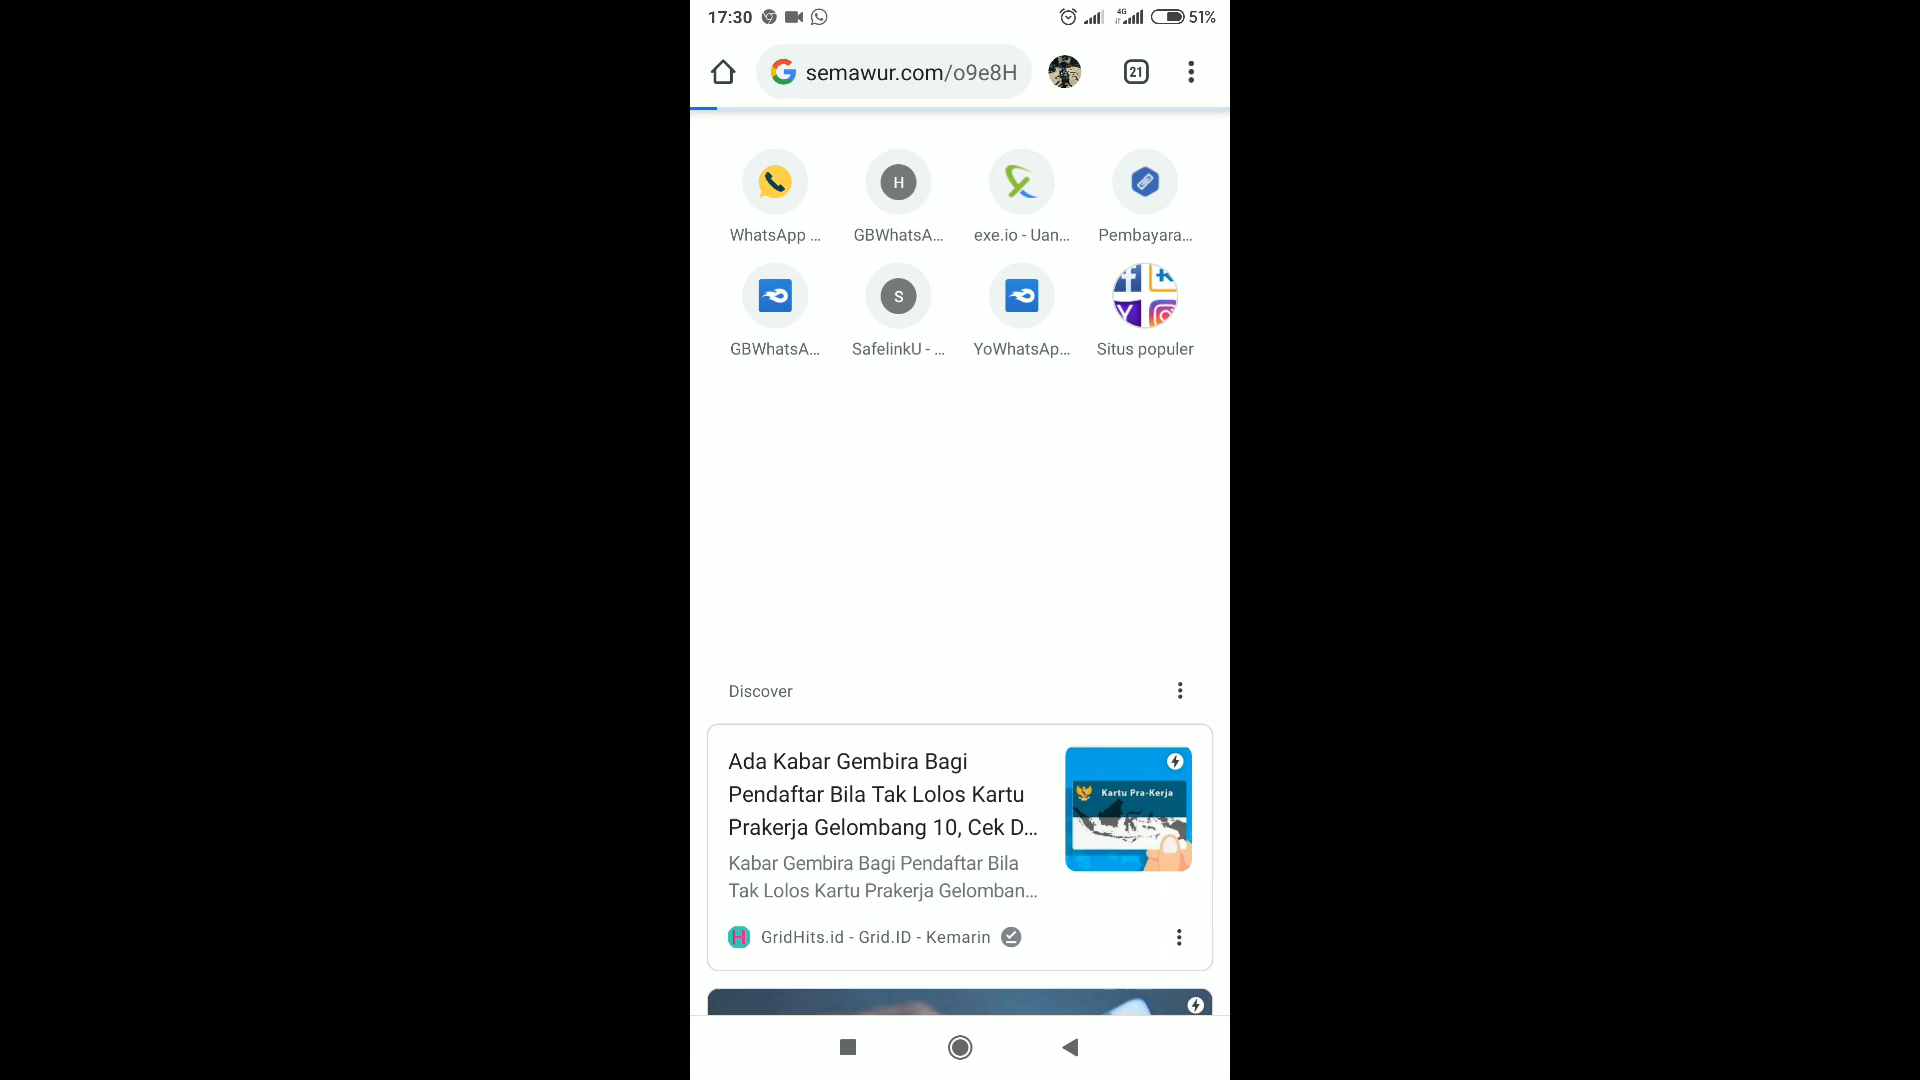 17:30
4G
51%
semawur.com/o9e8H
21
WhatsApp ...
H
GBWhatsA...
exe.io - Uan...
Pembayara...
GBWhatsA...
S
SafelinkU - ...
YoWhatsAp...
Situs populer
Discover
Ada Kabar Gembira Bagi
Pendaftar Bila Tak Lolos Kartu
Prakerja Gelombang 10, Cek D...
Kartu Pra-Kerja
Kabar Gembira Bagi Pendaftar Bila
Tak Lolos Kartu Prakerja Gelomban...
H GridHits.id - Grid.ID - Kemarin